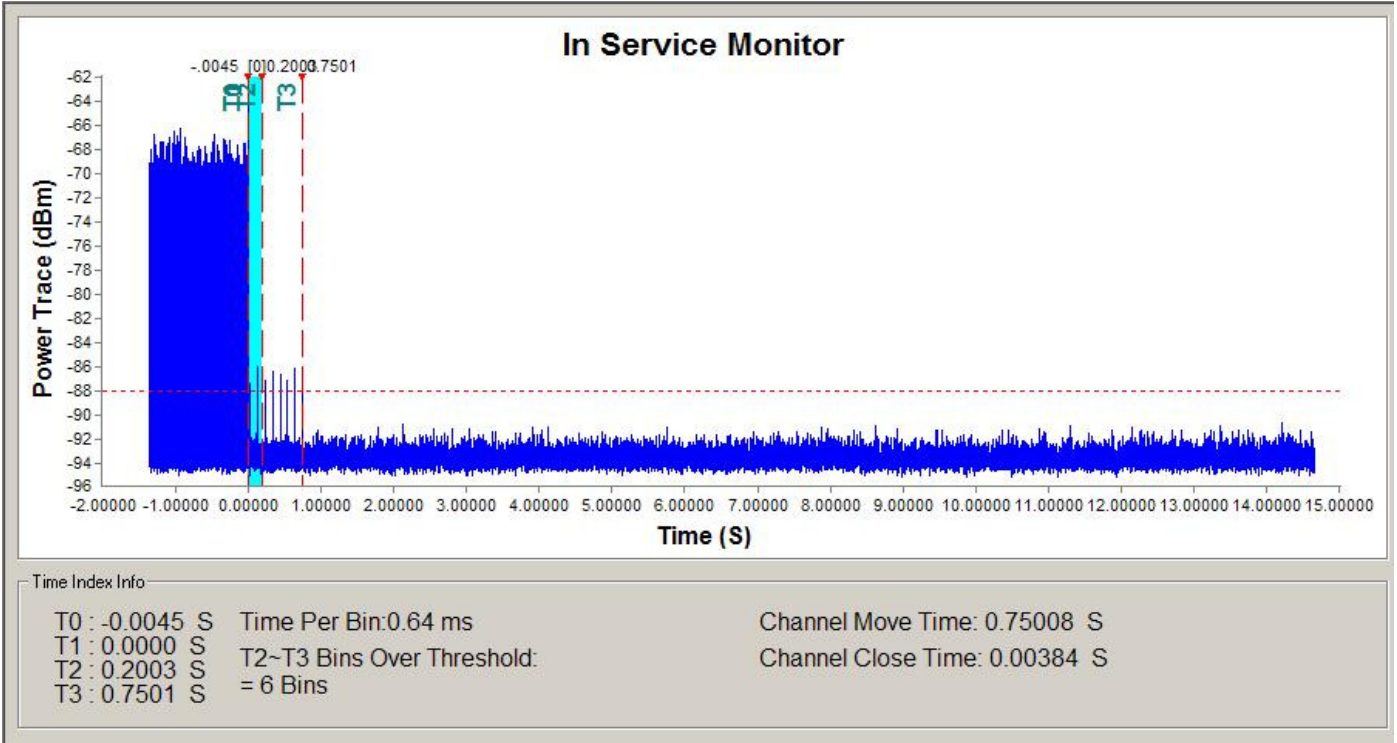 In Service Monitor
-.0045 [0]0.2003 0.7501
T0 T1 T2 T3
Power Trace (dBm)
-62
-64
-66
-68
-70
-72
-74
-76
-78
-80
-82
-84
-86
-88
-90
-92
-94
-96
-2.00000 -1.00000 0.00000 1.00000 2.00000 3.00000 4.00000 5.00000 6.00000 7.00000 8.00000 9.00000 10.00000 11.00000 12.00000 13.00000 14.00000 15.00000
Time (S)
Time Index Info
T0 : -0.0045 S
T1 : 0.0000 S
T2 : 0.2003 S
T3 : 0.7501 S
Time Per Bin:0.64 ms
T2~T3 Bins Over Threshold:
= 6 Bins
Channel Move Time: 0.75008 S
Channel Close Time: 0.00384 S